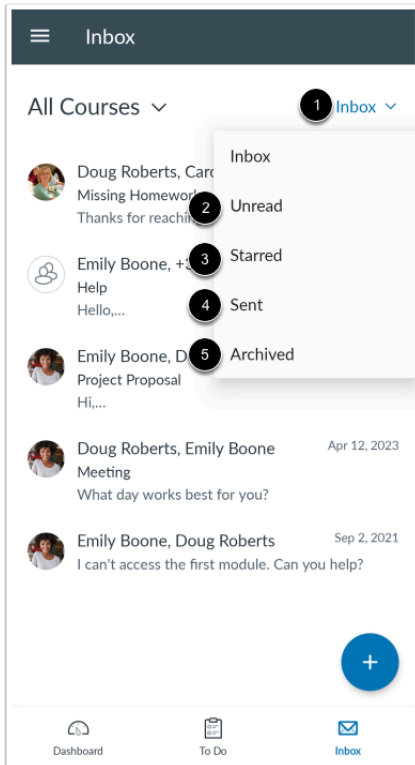 Inbox
All Courses
1
Inbox
Inbox
2 Unread
3 Starred
4 Sent
5 Archived
Doug Roberts, Caro
Missing Homewor
Thanks for reachi
Emily Boone, +3
Help
Hello,...
Emily Boone, D
Project Proposal
Hi,...
Doug Roberts, Emily Boone Apr 12, 2023
Meeting
What day works best for you?
Emily Boone, Doug Roberts Sep 2, 2021
I can't access the first module. Can you help?
+
Dashboard To Do Inbox